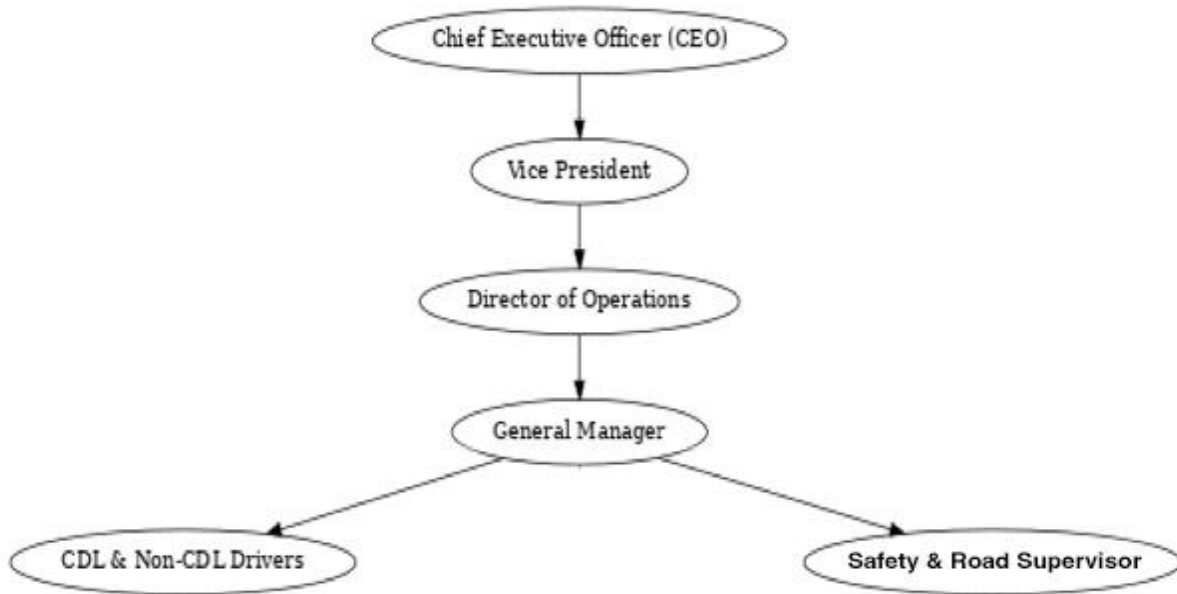 Chief Executive Officer (CEO)
Vice President
Director of Operations
General Manager
CDL & Non-CDL Drivers
Safety & Road Supervisor